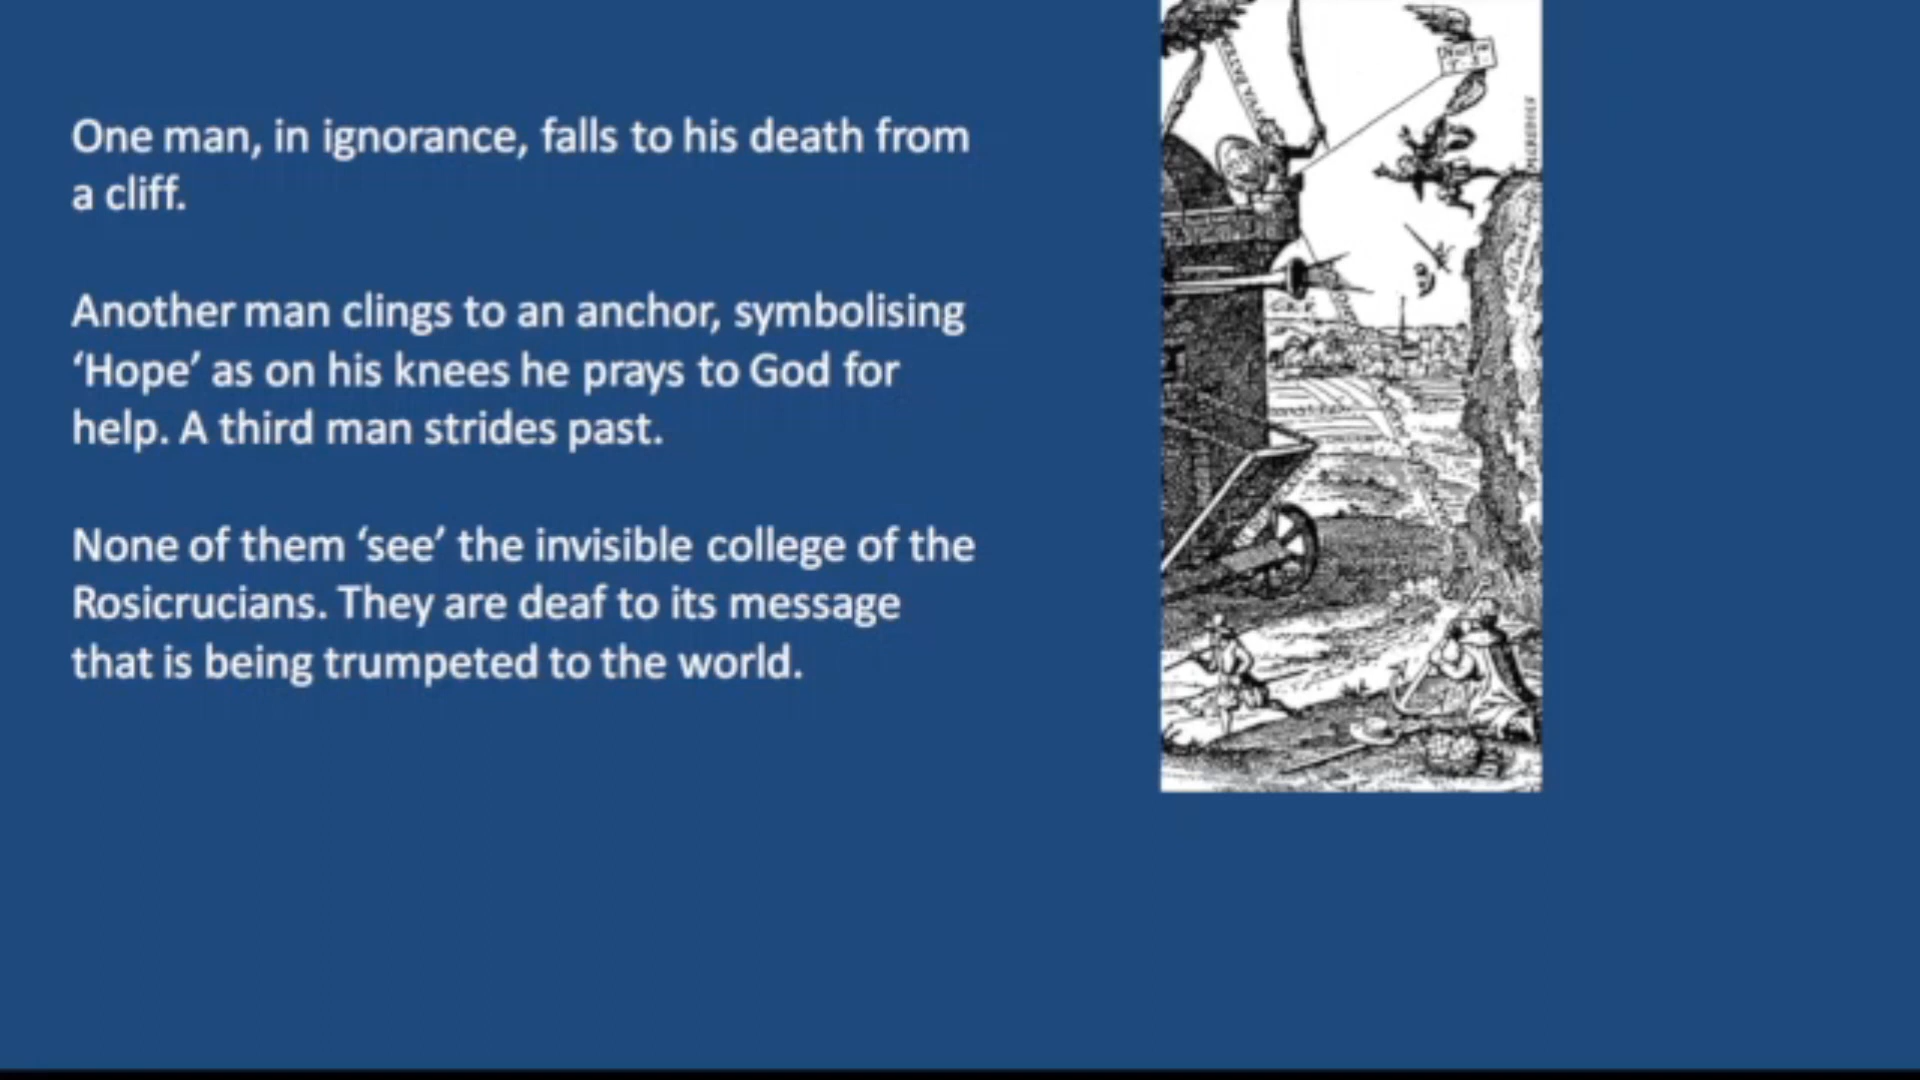 One man, in ignorance, falls to his death from
a cliff.
Another man clings to an anchor, symbolising
‘Hope’ as on his knees he prays to God for
help. A third man strides past.
None of them ‘see’ the invisible college of the
Rosicrucians. They are deaf to its message
that is being trumpeted to the world.